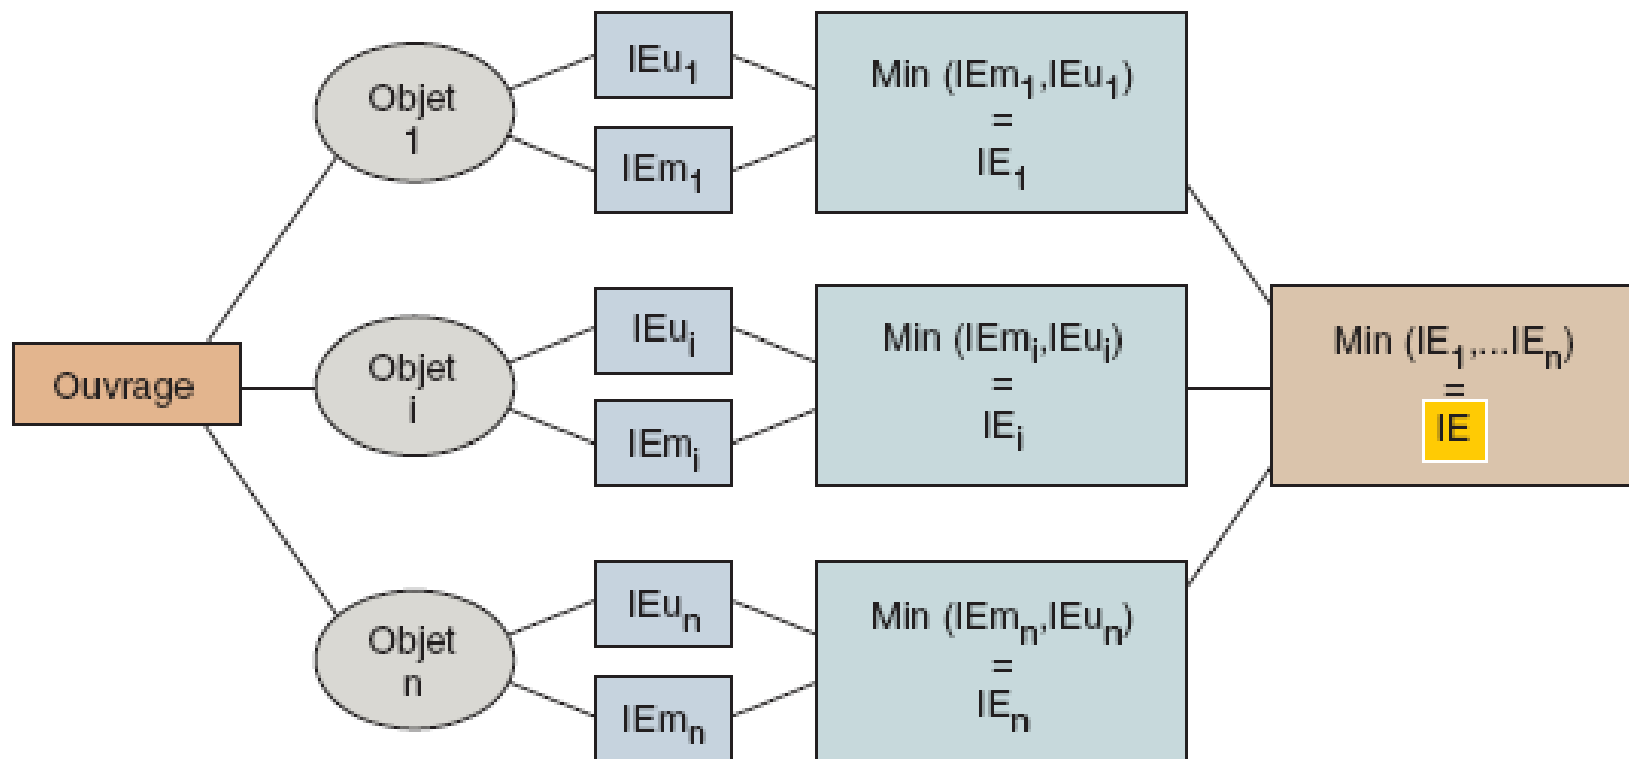 Ouvrage
Objet
1
IEu₁
IEm₁
Min (IEm₁,IEu₁)
=
IE₁
Objet
i
IEuᵢ
IEmᵢ
Min (IEmᵢ,IEuᵢ)
=
IEᵢ
Objet
n
IEuₙ
IEmₙ
Min (IEmₙ,IEuₙ)
=
IEₙ
Min (IE₁,...IEₙ)
=
IE